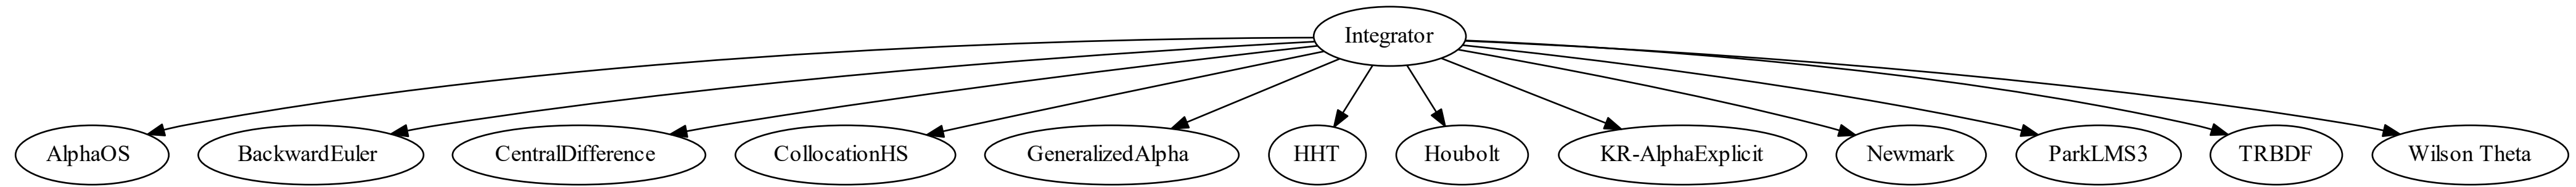 Integrator
AlphaOS
BackwardEuler
CentralDifference
CollocationHS
GeneralizedAlpha
HHT
Houbolt
KR-AlphaExplicit
Newmark
ParkLMS3
TRBDF
Wilson Theta